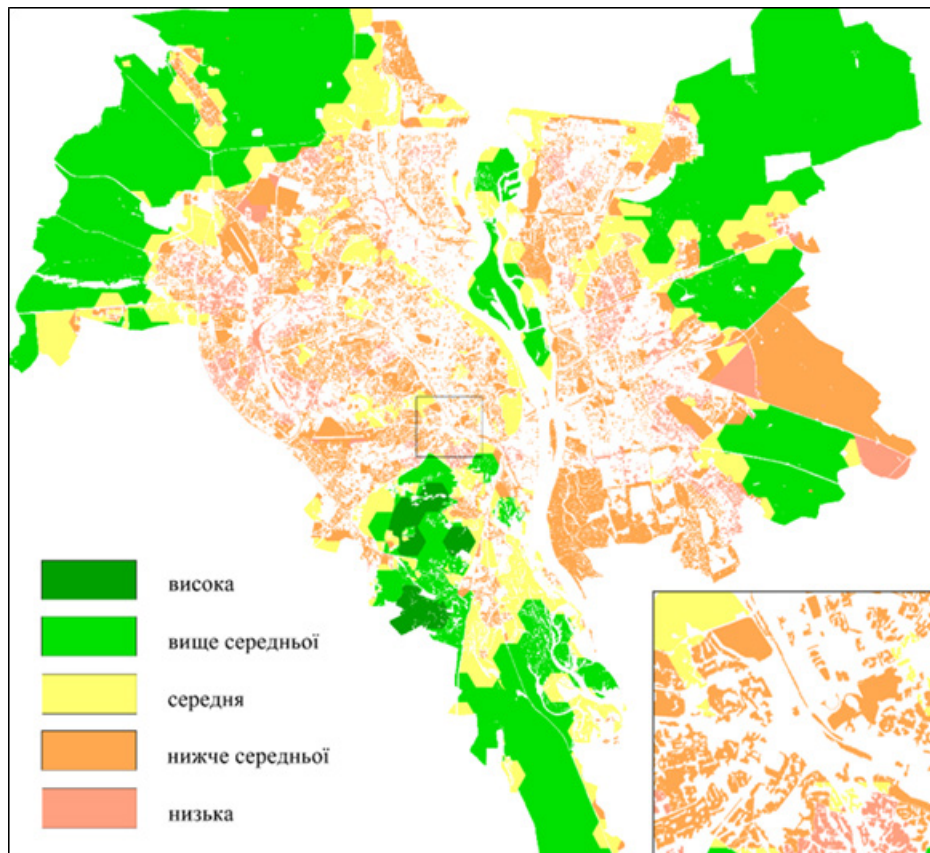 висока
вище середньої
середня
нижче середньої
низька